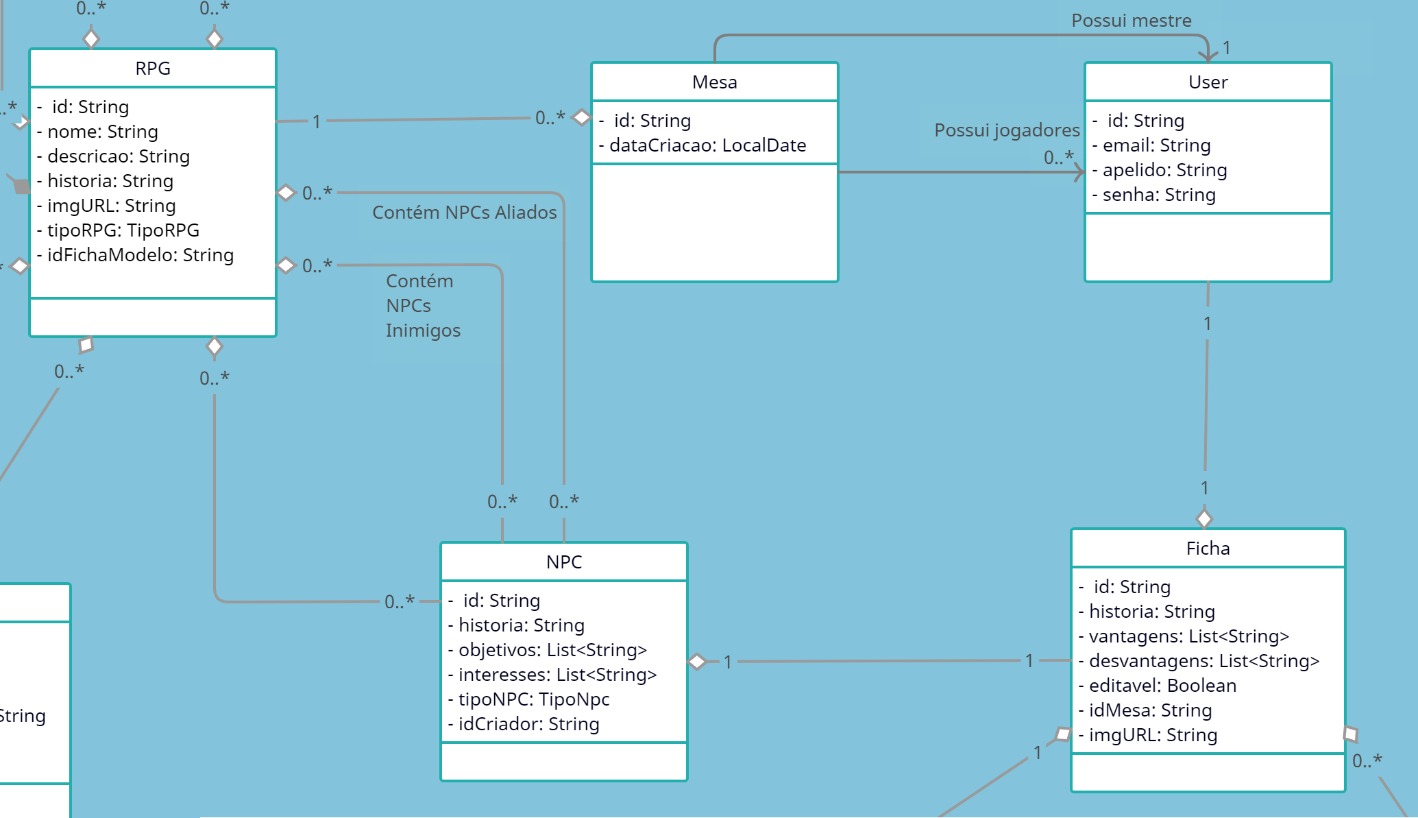 0..*
0..*
RPG
- id: String
- nome: String
- descricao: String
- historia: String
- imgURL: String
- tipoRPG: TipoRPG
- idFichaModelo: String
..*
*
1
0..*
Mesa
- id: String
- dataCriacao: LocalDate
Possui mestre
1
Possui jogadores
0..*
User
- id: String
- email: String
- apelido: String
- senha: String
0..*
Contém NPCs Aliados
0..*
Contém
NPCs
Inimigos
0..*
0..*
1
1
0..*
0..*
0..*
NPC
- id: String
- historia: String
- objetivos: List<String>
- interesses: List<String>
- tipoNPC: TipoNpc
- idCriador: String
1
1
Ficha
- id: String
- historia: String
- vantagens: List<String>
- desvantagens: List<String>
- editavel: Boolean
- idMesa: String
- imgURL: String
1
0..*
String